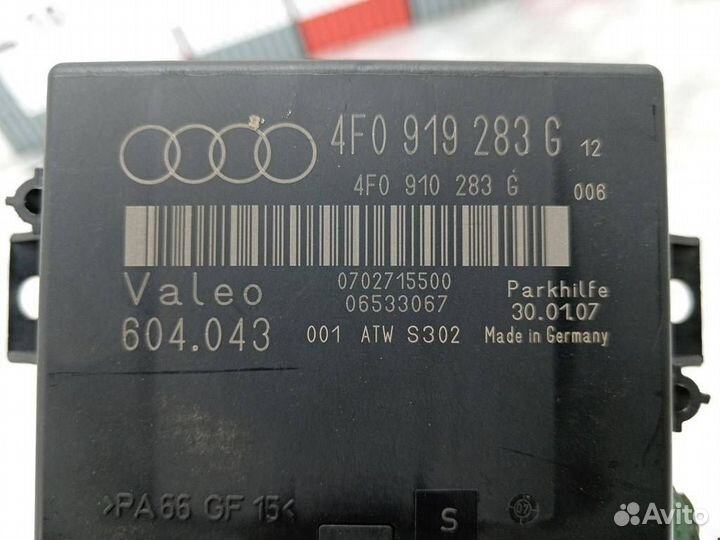 4F0 919 283 G 12
4F0 910 283 G 006
Valeo 0702715500 Parkhilfe
06533067 30.01.07
604.043 001 ATW S302 Made in Germany
>PA66 GF 15<
S
07
Avito